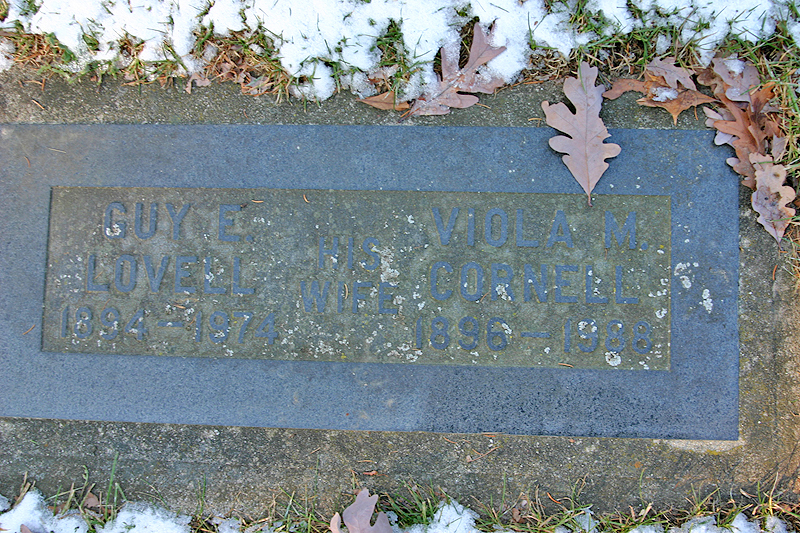 GUY E.
LOVELL
1894–1974
HIS
WIFE
VIOLA M.
CORNELL
1896–1988